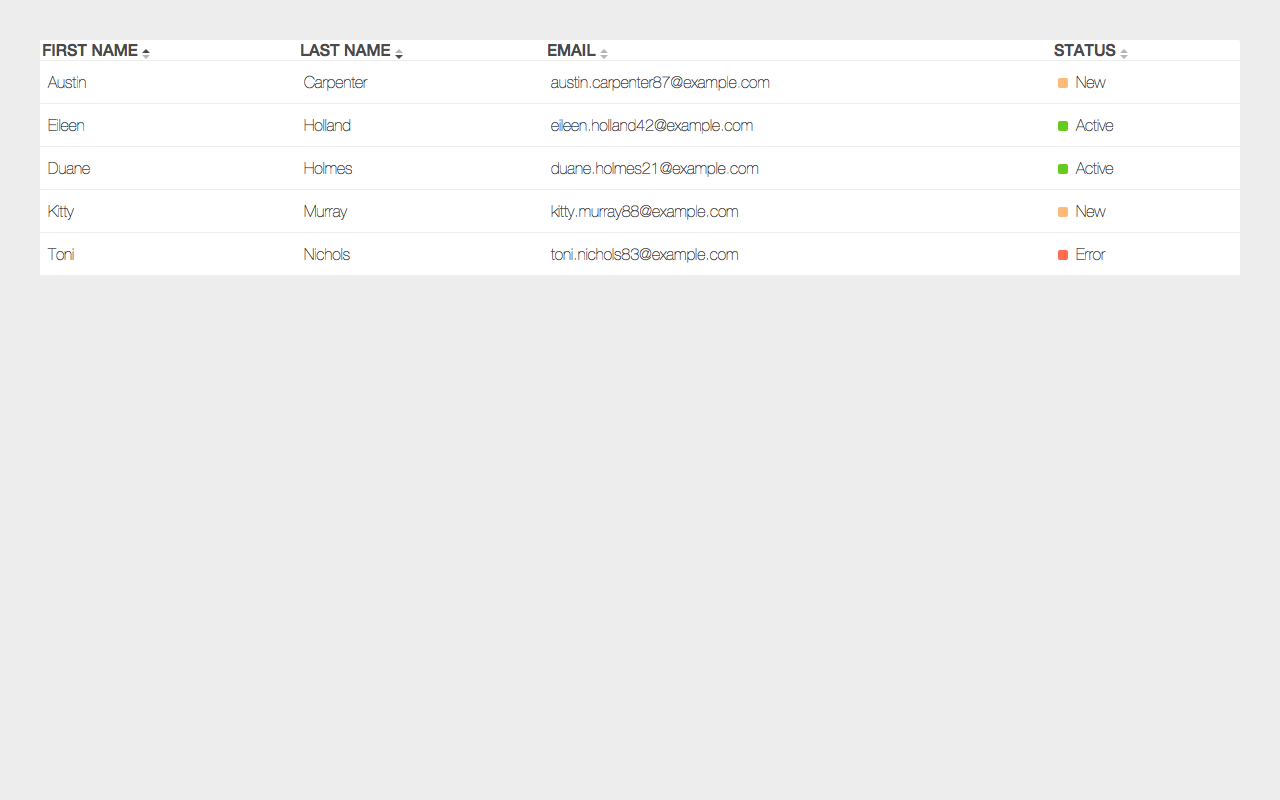 FIRST NAME LAST NAME EMAIL STATUS
Austin Carpenter austin.carpenter87@example.com New
Eileen Holland eileen.holland42@example.com Active
Duane Holmes duane.holmes21@example.com Active
Kitty Murray kitty.murray88@example.com New
Toni Nichols toni.nichols83@example.com Error